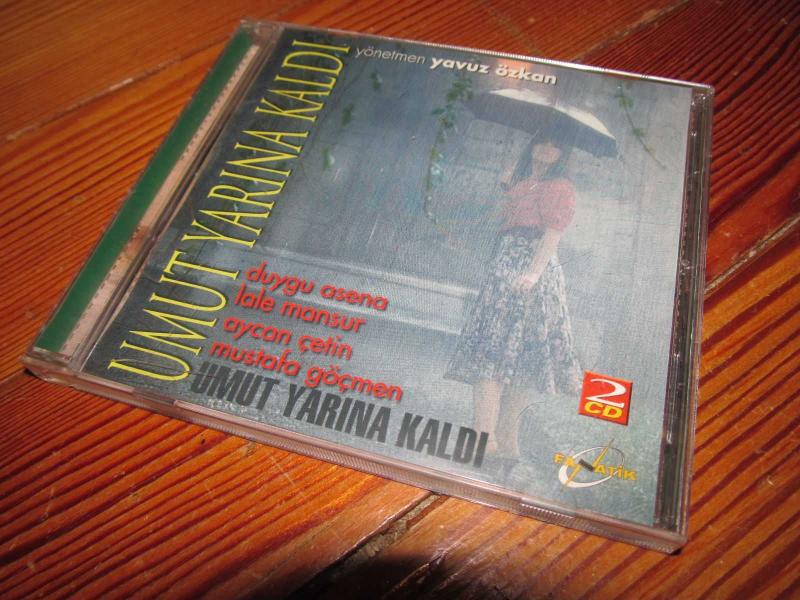 UMUT YARINA KALDI
yönetmen yavuz özkan
duygu asena
lale mansur
aycan çetin
mustafa göçmen
UMUT YARINA KALDI
2
CD
FANATİK